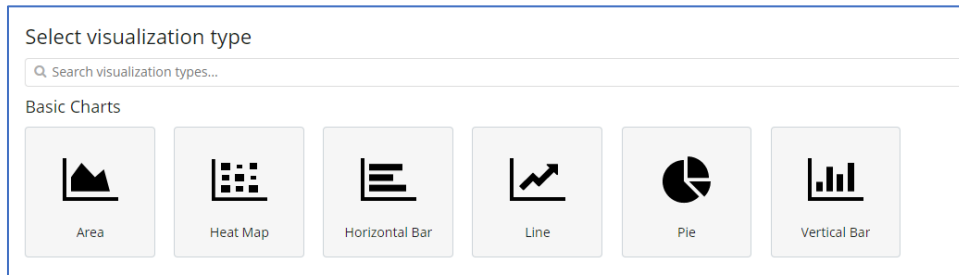 Select visualization type
Search visualization types...
Basic Charts
Area Heat Map Horizontal Bar Line Pie Vertical Bar